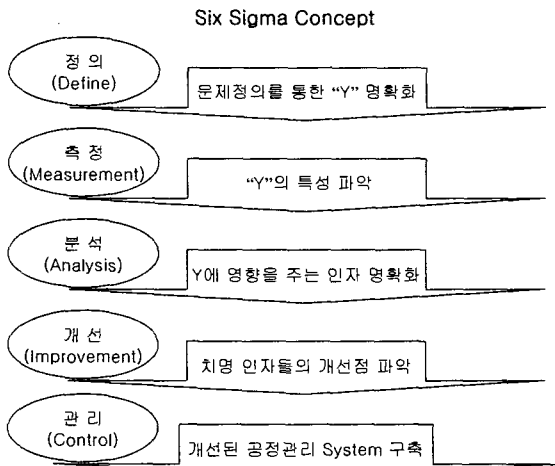 Six Sigma Concept
정 의
(Define)
문제정의를 통한 “Y” 명확화
측 정
(Measurement)
“Y”의 특성 파악
분 석
(Analysis)
Y에 영향을 주는 인자 명확화
개 선
(Improvement)
치명 인자들의 개선점 파악
관 리
(Control)
개선된 공정관리 System 구축